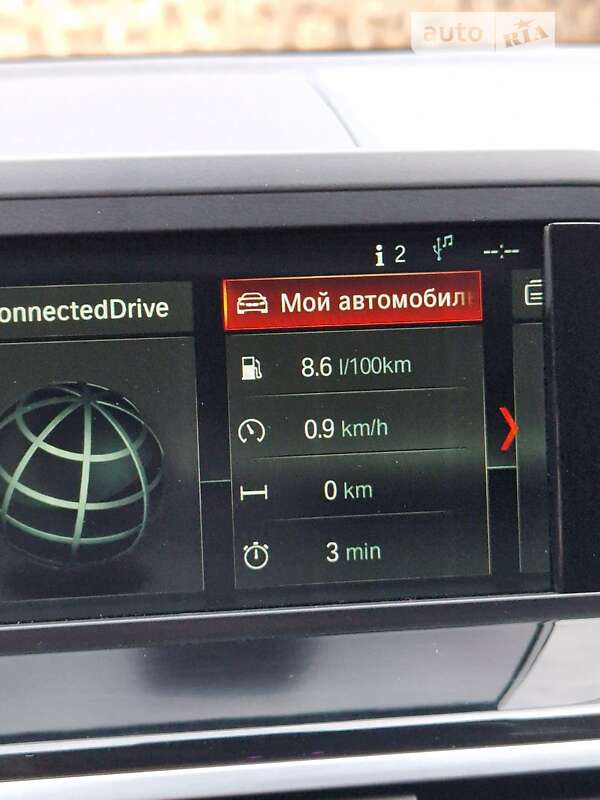 auto RIA
i 2 --:--
onnectedDrive
Мой автомобиль
8.6 l/100km
0.9 km/h
0 km
3 min